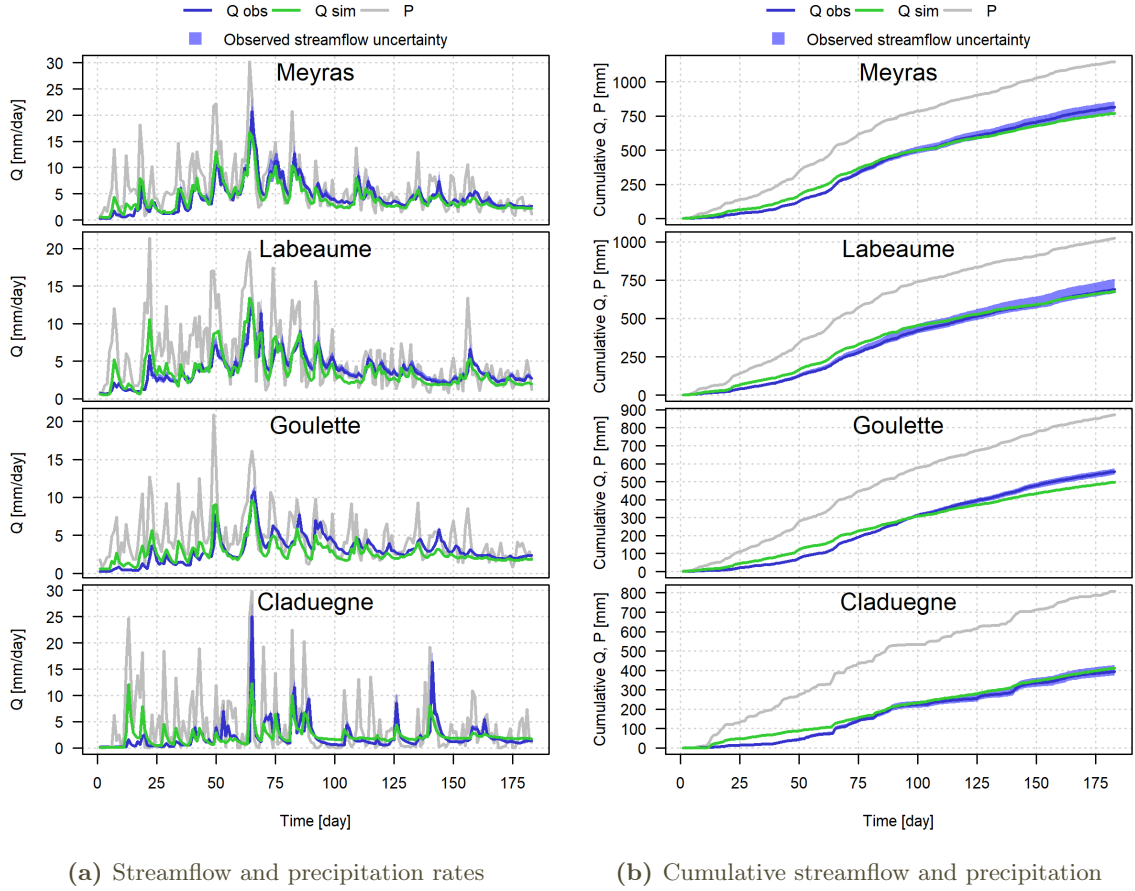 Q obs Q sim P
Observed streamflow uncertainty
Meyras
Q [mm/day]
30
25
20
15
10
5
0
Labeaume
Q [mm/day]
20
15
10
5
0
Goulette
Q [mm/day]
20
15
10
5
0
Claduegne
Q [mm/day]
30
25
20
15
10
5
0
0 25 50 75 100 125 150 175
Time [day]
(a) Streamflow and precipitation rates
Q obs Q sim P
Observed streamflow uncertainty
Meyras
Cumulative Q, P [mm]
1000
750
500
250
0
Labeaume
Cumulative Q, P [mm]
1000
750
500
250
0
Goulette
Cumulative Q, P [mm]
900
800
700
600
500
400
300
200
100
0
Claduegne
Cumulative Q, P [mm]
800
700
600
500
400
300
200
100
0
0 25 50 75 100 125 150 175
Time [day]
(b) Cumulative streamflow and precipitation